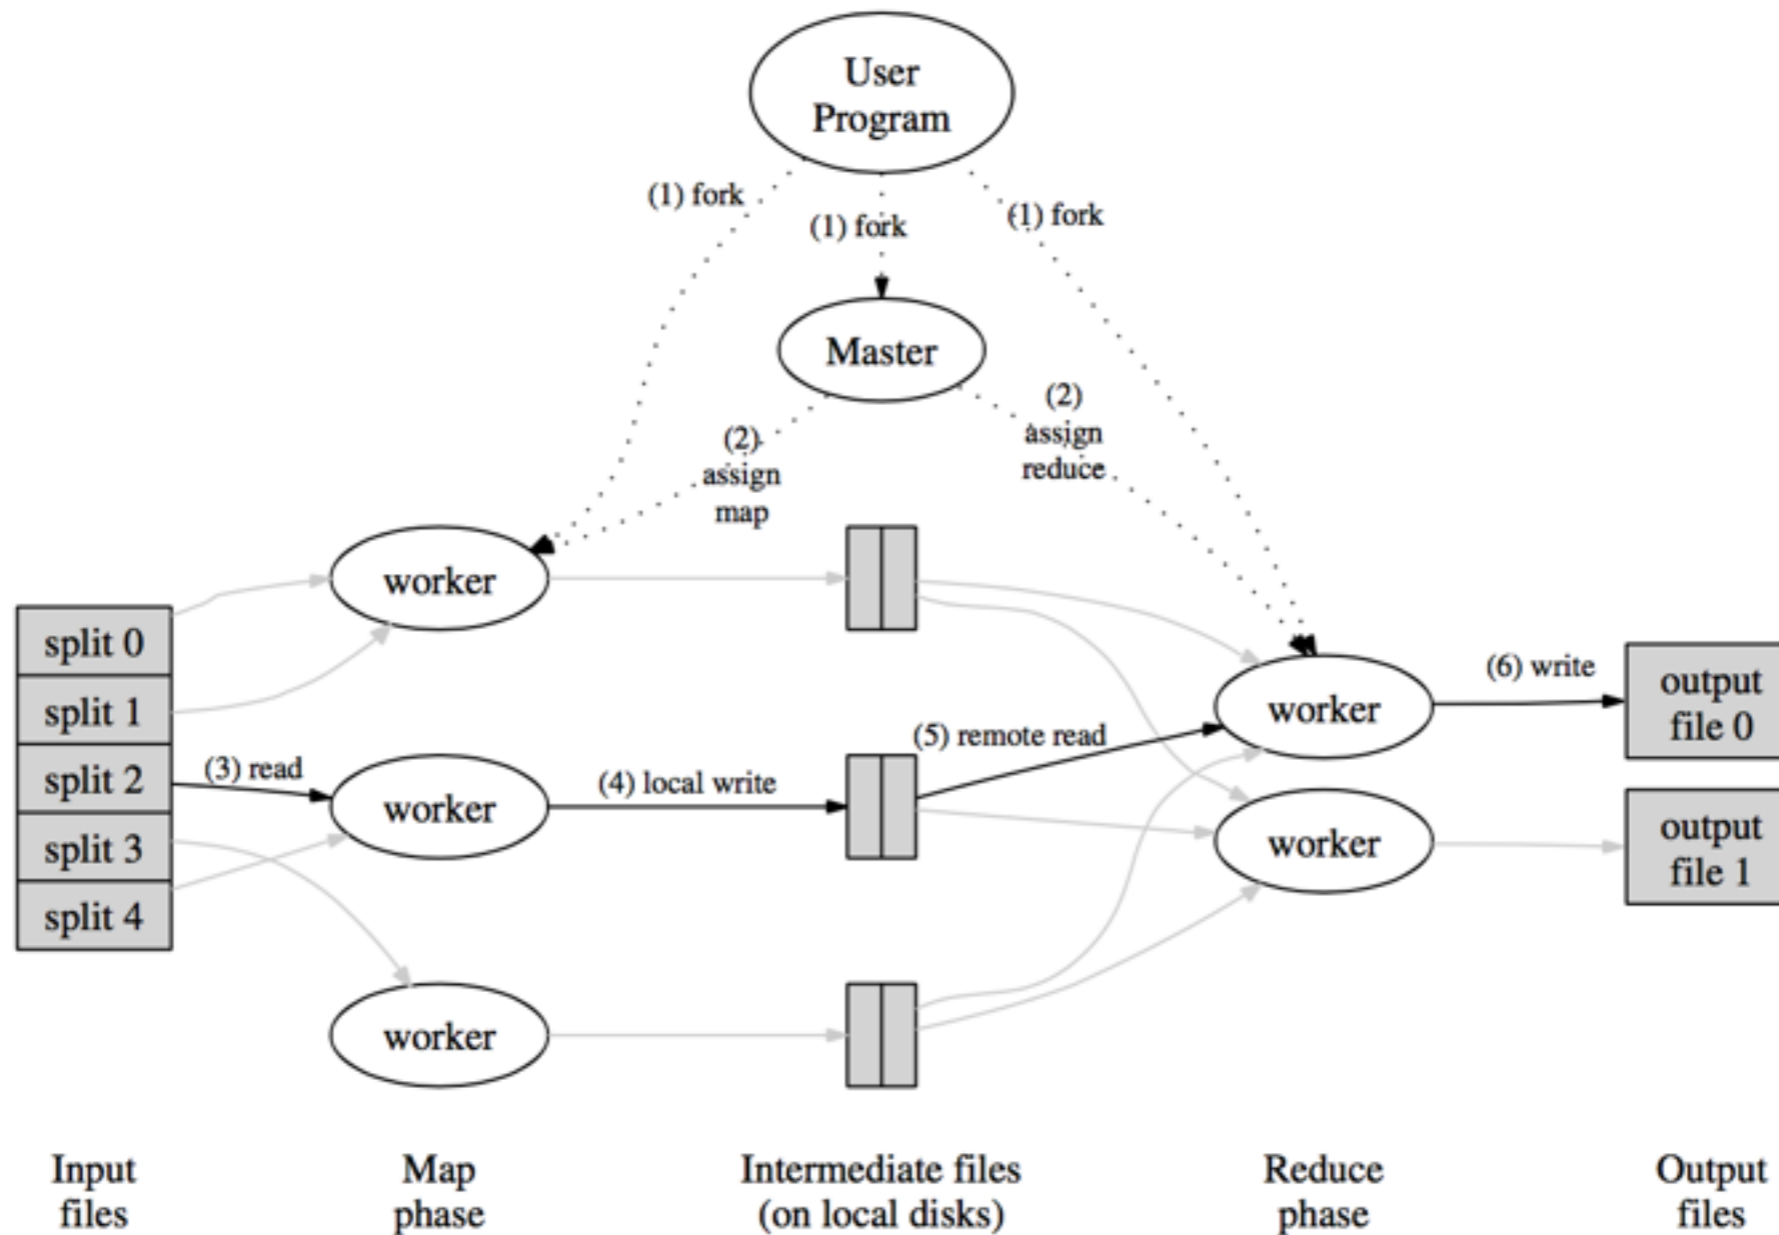 User
Program
(1) fork
(1) fork
(1) fork
Master
(2)
assign
map
(2)
assign
reduce
worker
split 0
split 1
split 2
split 3
split 4
(3) read
worker
(4) local write
worker
(5) remote read
worker
(6) write
output
file 0
worker
output
file 1
Input
files
Map
phase
Intermediate files
(on local disks)
Reduce
phase
Output
files